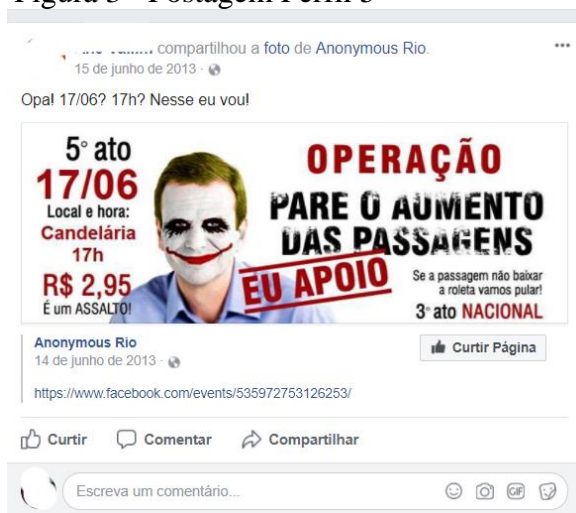 Figura 3 - Postagem Perfil 3
compartilhou a foto de Anonymous Rio.
15 de junho de 2013
Opa! 17/06? 17h? Nesse eu vou!
5° ato
17/06
Local e hora:
Candelária
17h
R$ 2,95
É um ASSALTO!
OPERAÇÃO
PARE O AUMENTO
DAS PASSAGENS
EU APOIO
Se a passagem não baixar
a roleta vamos pular!
3° ato NACIONAL
Anonymous Rio
14 de junho de 2013
Curtir Página
https://www.facebook.com/events/535972753126253/
Curtir Comentar Compartilhar
Escreva um comentário...
GIF